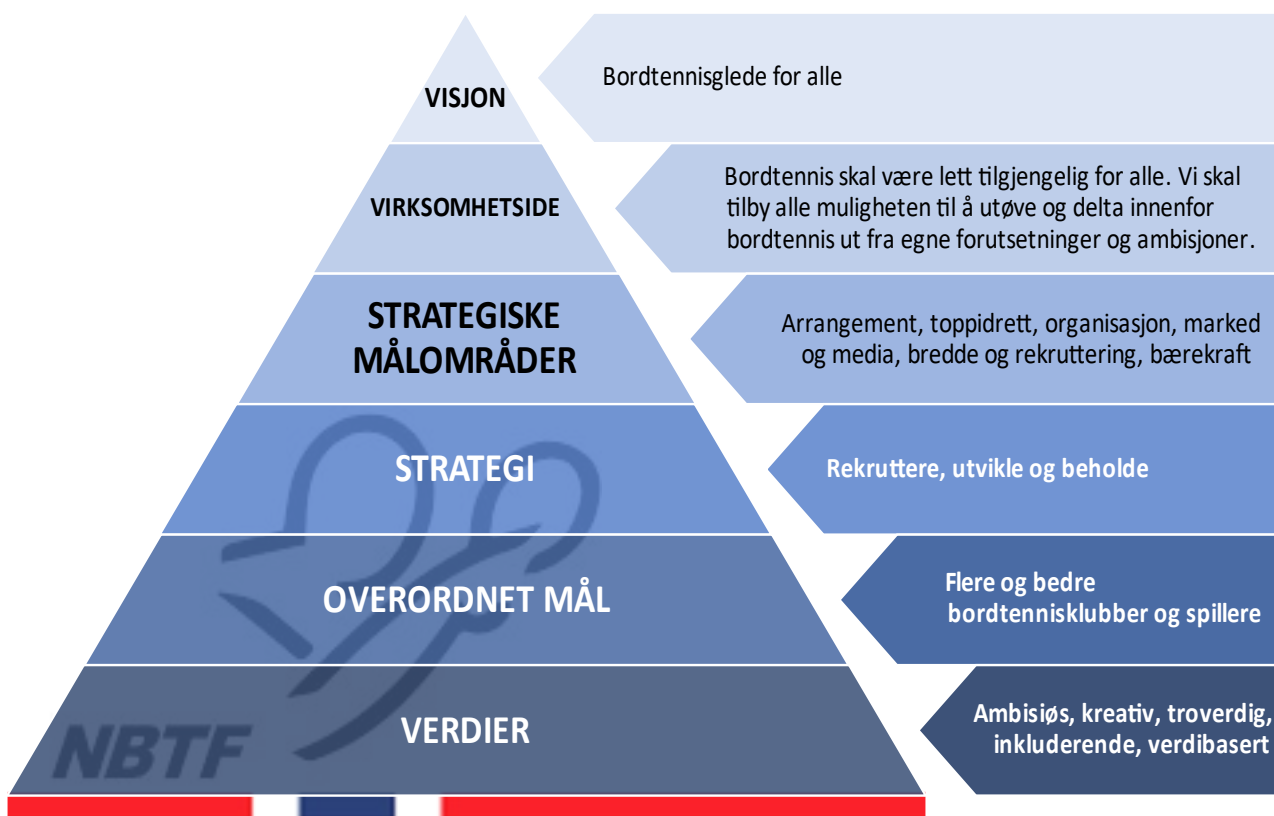 VISJON
Bordtennisglede for alle
VIRKSOMHETSIDE
Bordtennis skal være lett tilgjengelig for alle. Vi skal
tilby alle muligheten til å utøve og delta innenfor
bordtennis ut fra egne forutsetninger og ambisjoner.
STRATEGISKE
MÅLOMRÅDER
Arrangement, toppidrett, organisasjon, marked
og media, bredde og rekruttering, bærekraft
STRATEGI
Rekruttere, utvikle og beholde
OVERORDNET MÅL
Flere og bedre
bordtennisklubber og spillere
VERDIER
Ambisiøs, kreativ, troverdig,
inkluderende, verdibasert
NBTF